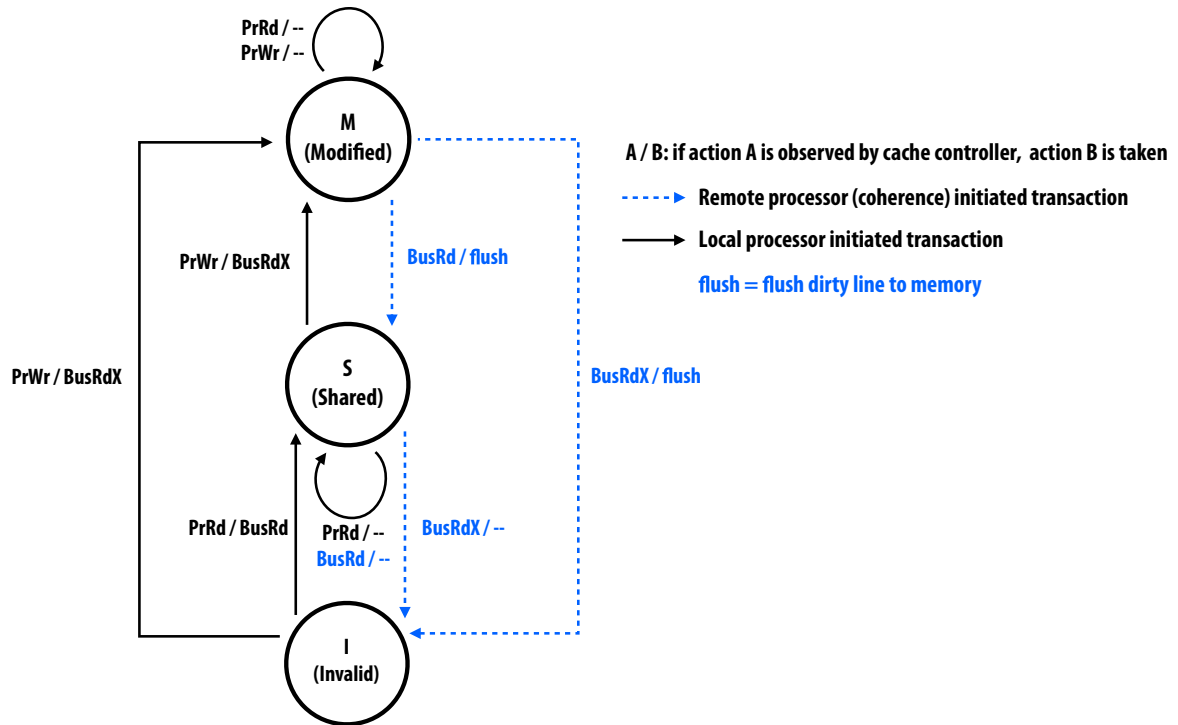 PrRd / --
PrWr / --
M
(Modified)
A / B: if action A is observed by cache controller, action B is taken
Remote processor (coherence) initiated transaction
Local processor initiated transaction
flush = flush dirty line to memory
PrWr / BusRdX
BusRd / flush
S
(Shared)
PrWr / BusRdX
BusRdX / flush
PrRd / BusRd
PrRd / --
BusRd / --
BusRdX / --
I
(Invalid)